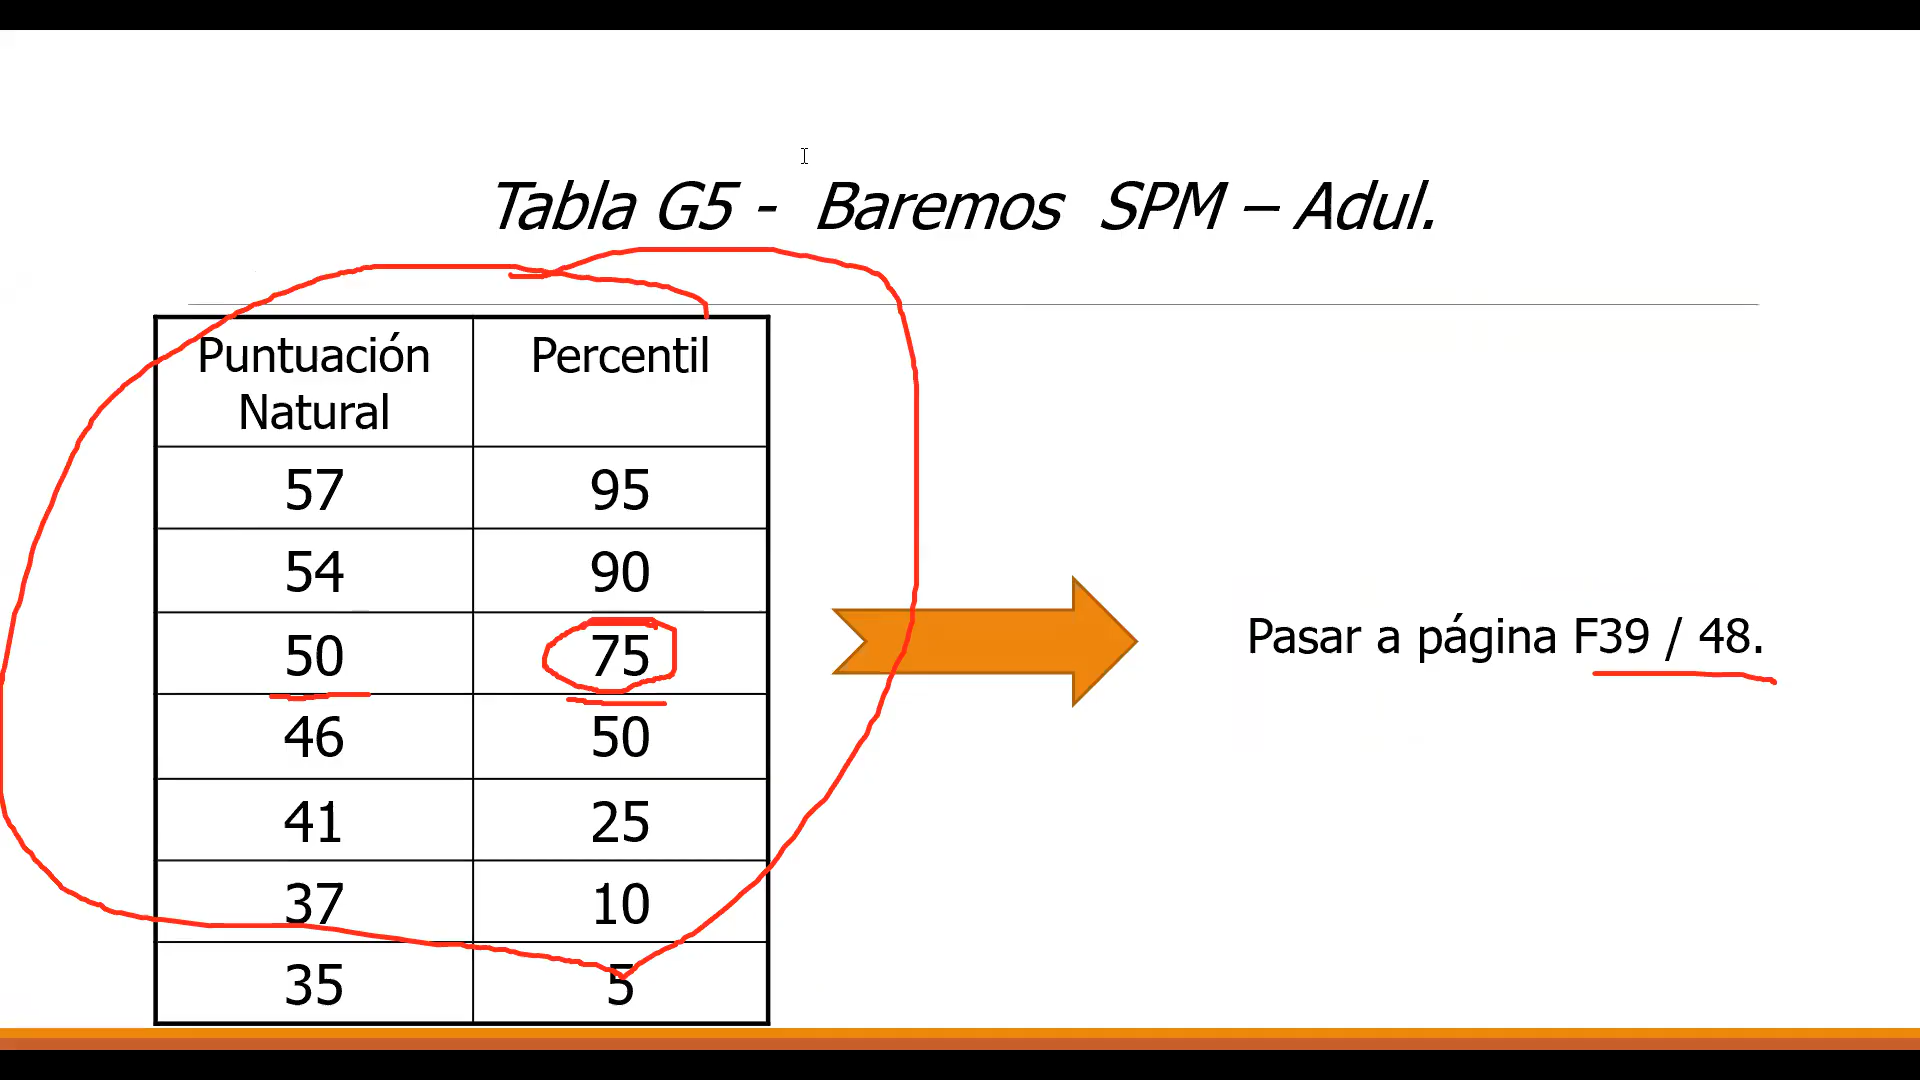 Tabla G5 - Baremos SPM – Adul.
Puntuación Natural Percentil
57 95
54 90
50 75
46 50
41 25
37 10
35 5
Pasar a página F39 / 48.